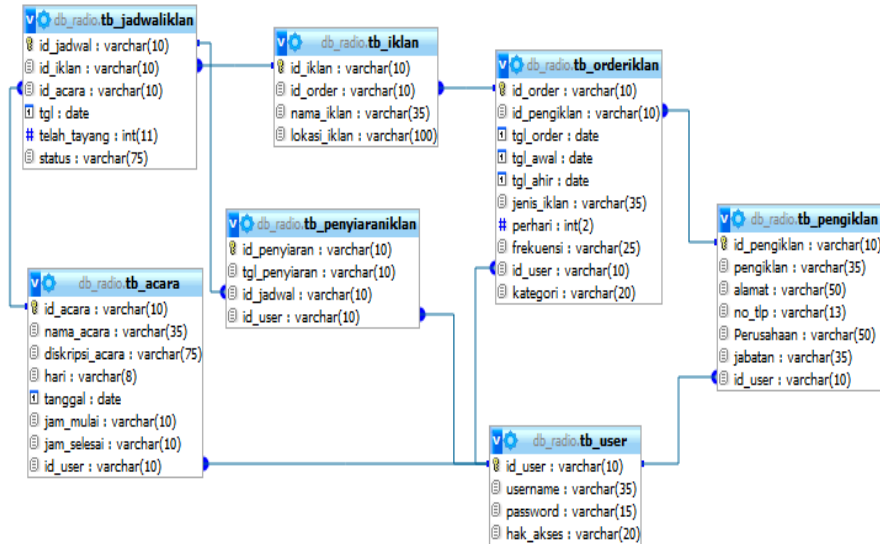 db_radio.tb_jadwaliklan
id_jadwal : varchar(10)
id_iklan : varchar(10)
id_acara : varchar(10)
tgl : date
telah_tayang : int(11)
status : varchar(75)
db_radio.tb_iklan
id_iklan : varchar(10)
id_order : varchar(10)
nama_iklan : varchar(35)
lokasi_iklan : varchar(100)
db_radio.tb_orderiklan
id_order : varchar(10)
id_pengiklan : varchar(10)
tgl_order : date
tgl_awal : date
tgl_ahir : date
jenis_iklan : varchar(35)
perhari : int(2)
frekuensi : varchar(25)
id_user : varchar(10)
kategori : varchar(20)
db_radio.tb_penyiaraniklan
id_penyiaran : varchar(10)
tgl_penyiaran : varchar(10)
id_jadwal : varchar(10)
id_user : varchar(10)
db_radio.tb_pengiklan
id_pengiklan : varchar(10)
pengiklan : varchar(35)
alamat : varchar(50)
no_tlp : varchar(13)
Perusahaan : varchar(50)
jabatan : varchar(35)
id_user : varchar(10)
db_radio.tb_acara
id_acara : varchar(10)
nama_acara : varchar(35)
diskripsi_acara : varchar(75)
hari : varchar(8)
tanggal : date
jam_mulai : varchar(10)
jam_selesai : varchar(10)
id_user : varchar(10)
db_radio.tb_user
id_user : varchar(10)
username : varchar(35)
password : varchar(15)
hak_akses : varchar(20)